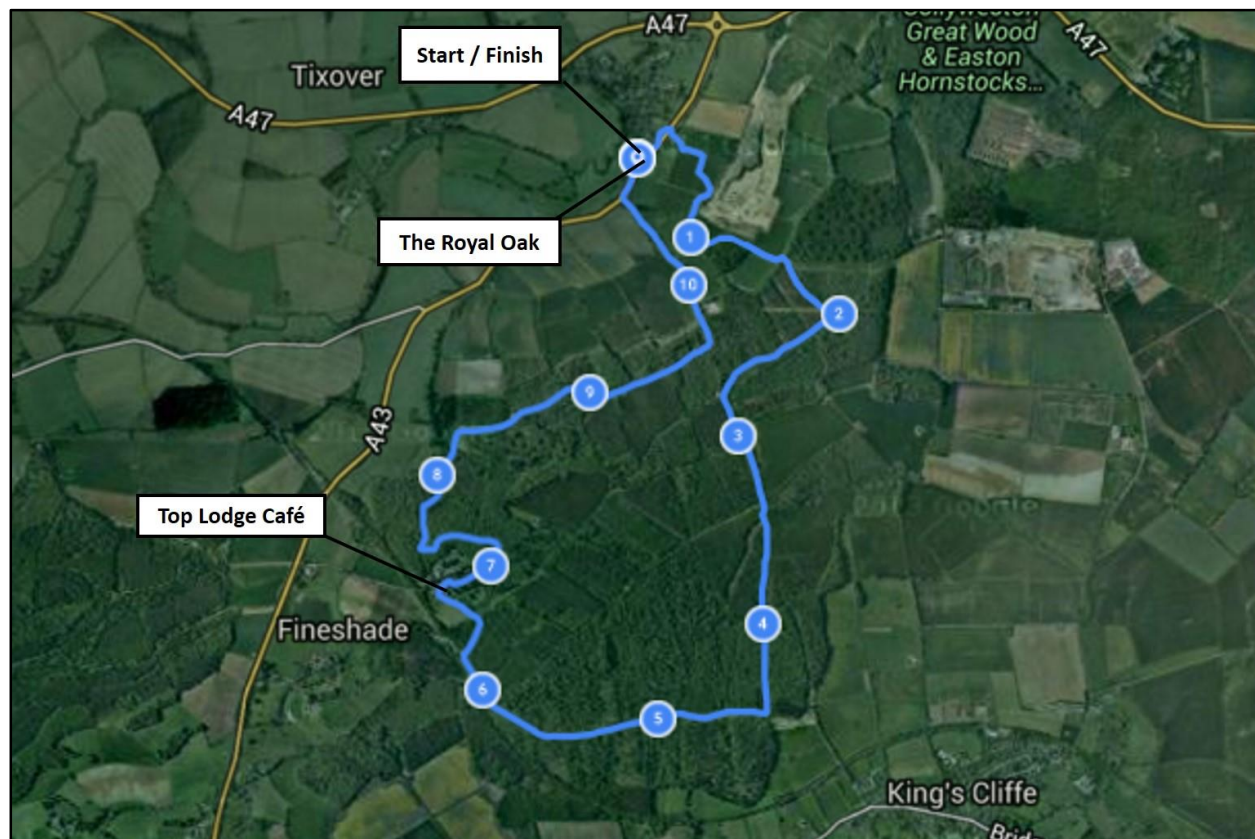 A47
Great Wood
& Easton
Hornstocks...
A47
Start / Finish
Tixover
A47
The Royal Oak
1
10
2
9
A43
3
8
Top Lodge Café
7
4
Fineshade
6
5
King's Cliffe